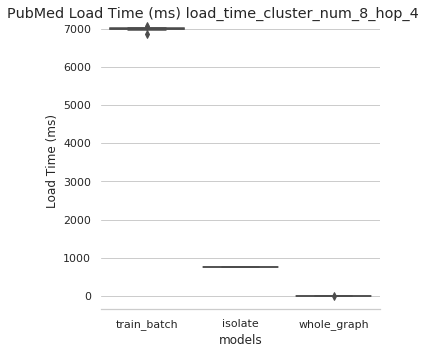 PubMed Load Time (ms) load_time_cluster_num_8_hop_4
7000
6000
5000
4000
3000
2000
1000
0
Load Time (ms)
train_batch isolate whole_graph
models